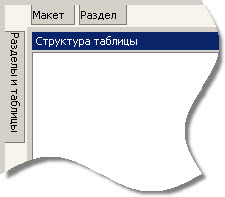 Макет Раздел
Структура таблицы
Разделы и таблицы